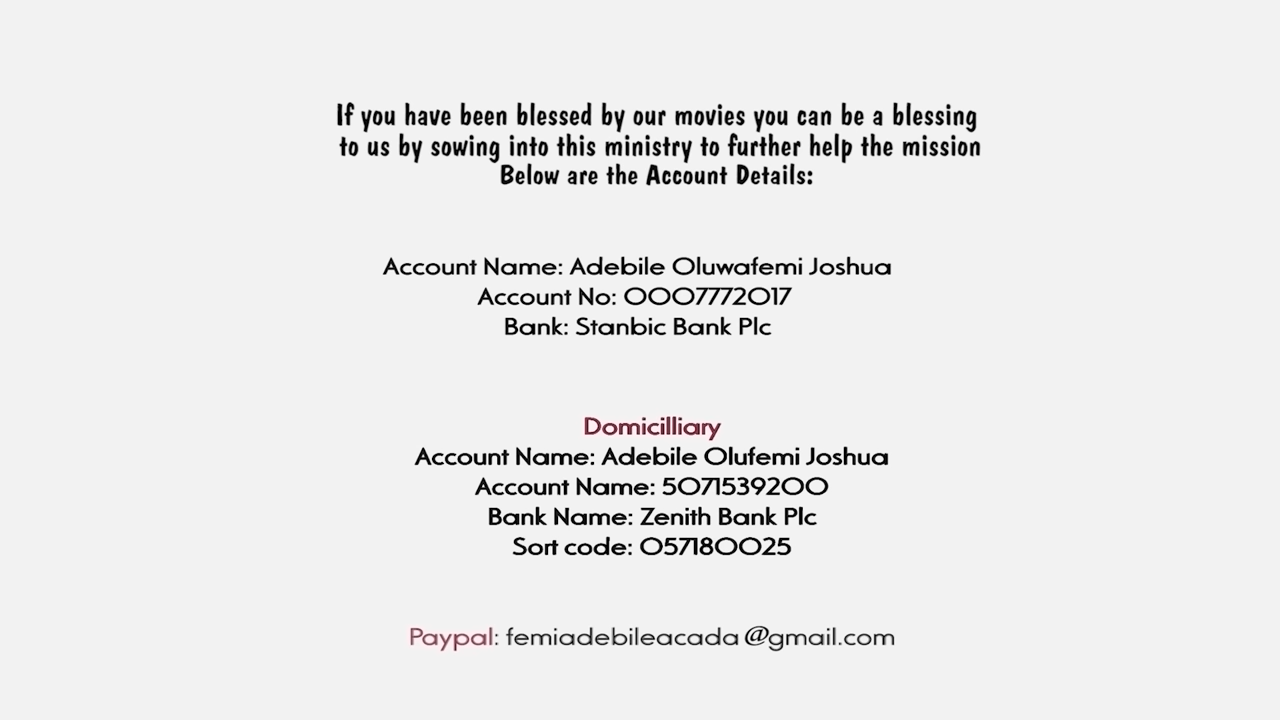 If you have been blessed by our movies you can be a blessing
to us by sowing into this ministry to further help the mission
Below are the Account Details:
Account Name: Adebile Oluwafemi Joshua
Account No: 0007772017
Bank: Stanbic Bank Plc
Domicilliary
Account Name: Adebile Olufemi Joshua
Account Name: 5071539200
Bank Name: Zenith Bank Plc
Sort code: 057180025
Paypal: femiadebileacada@gmail.com